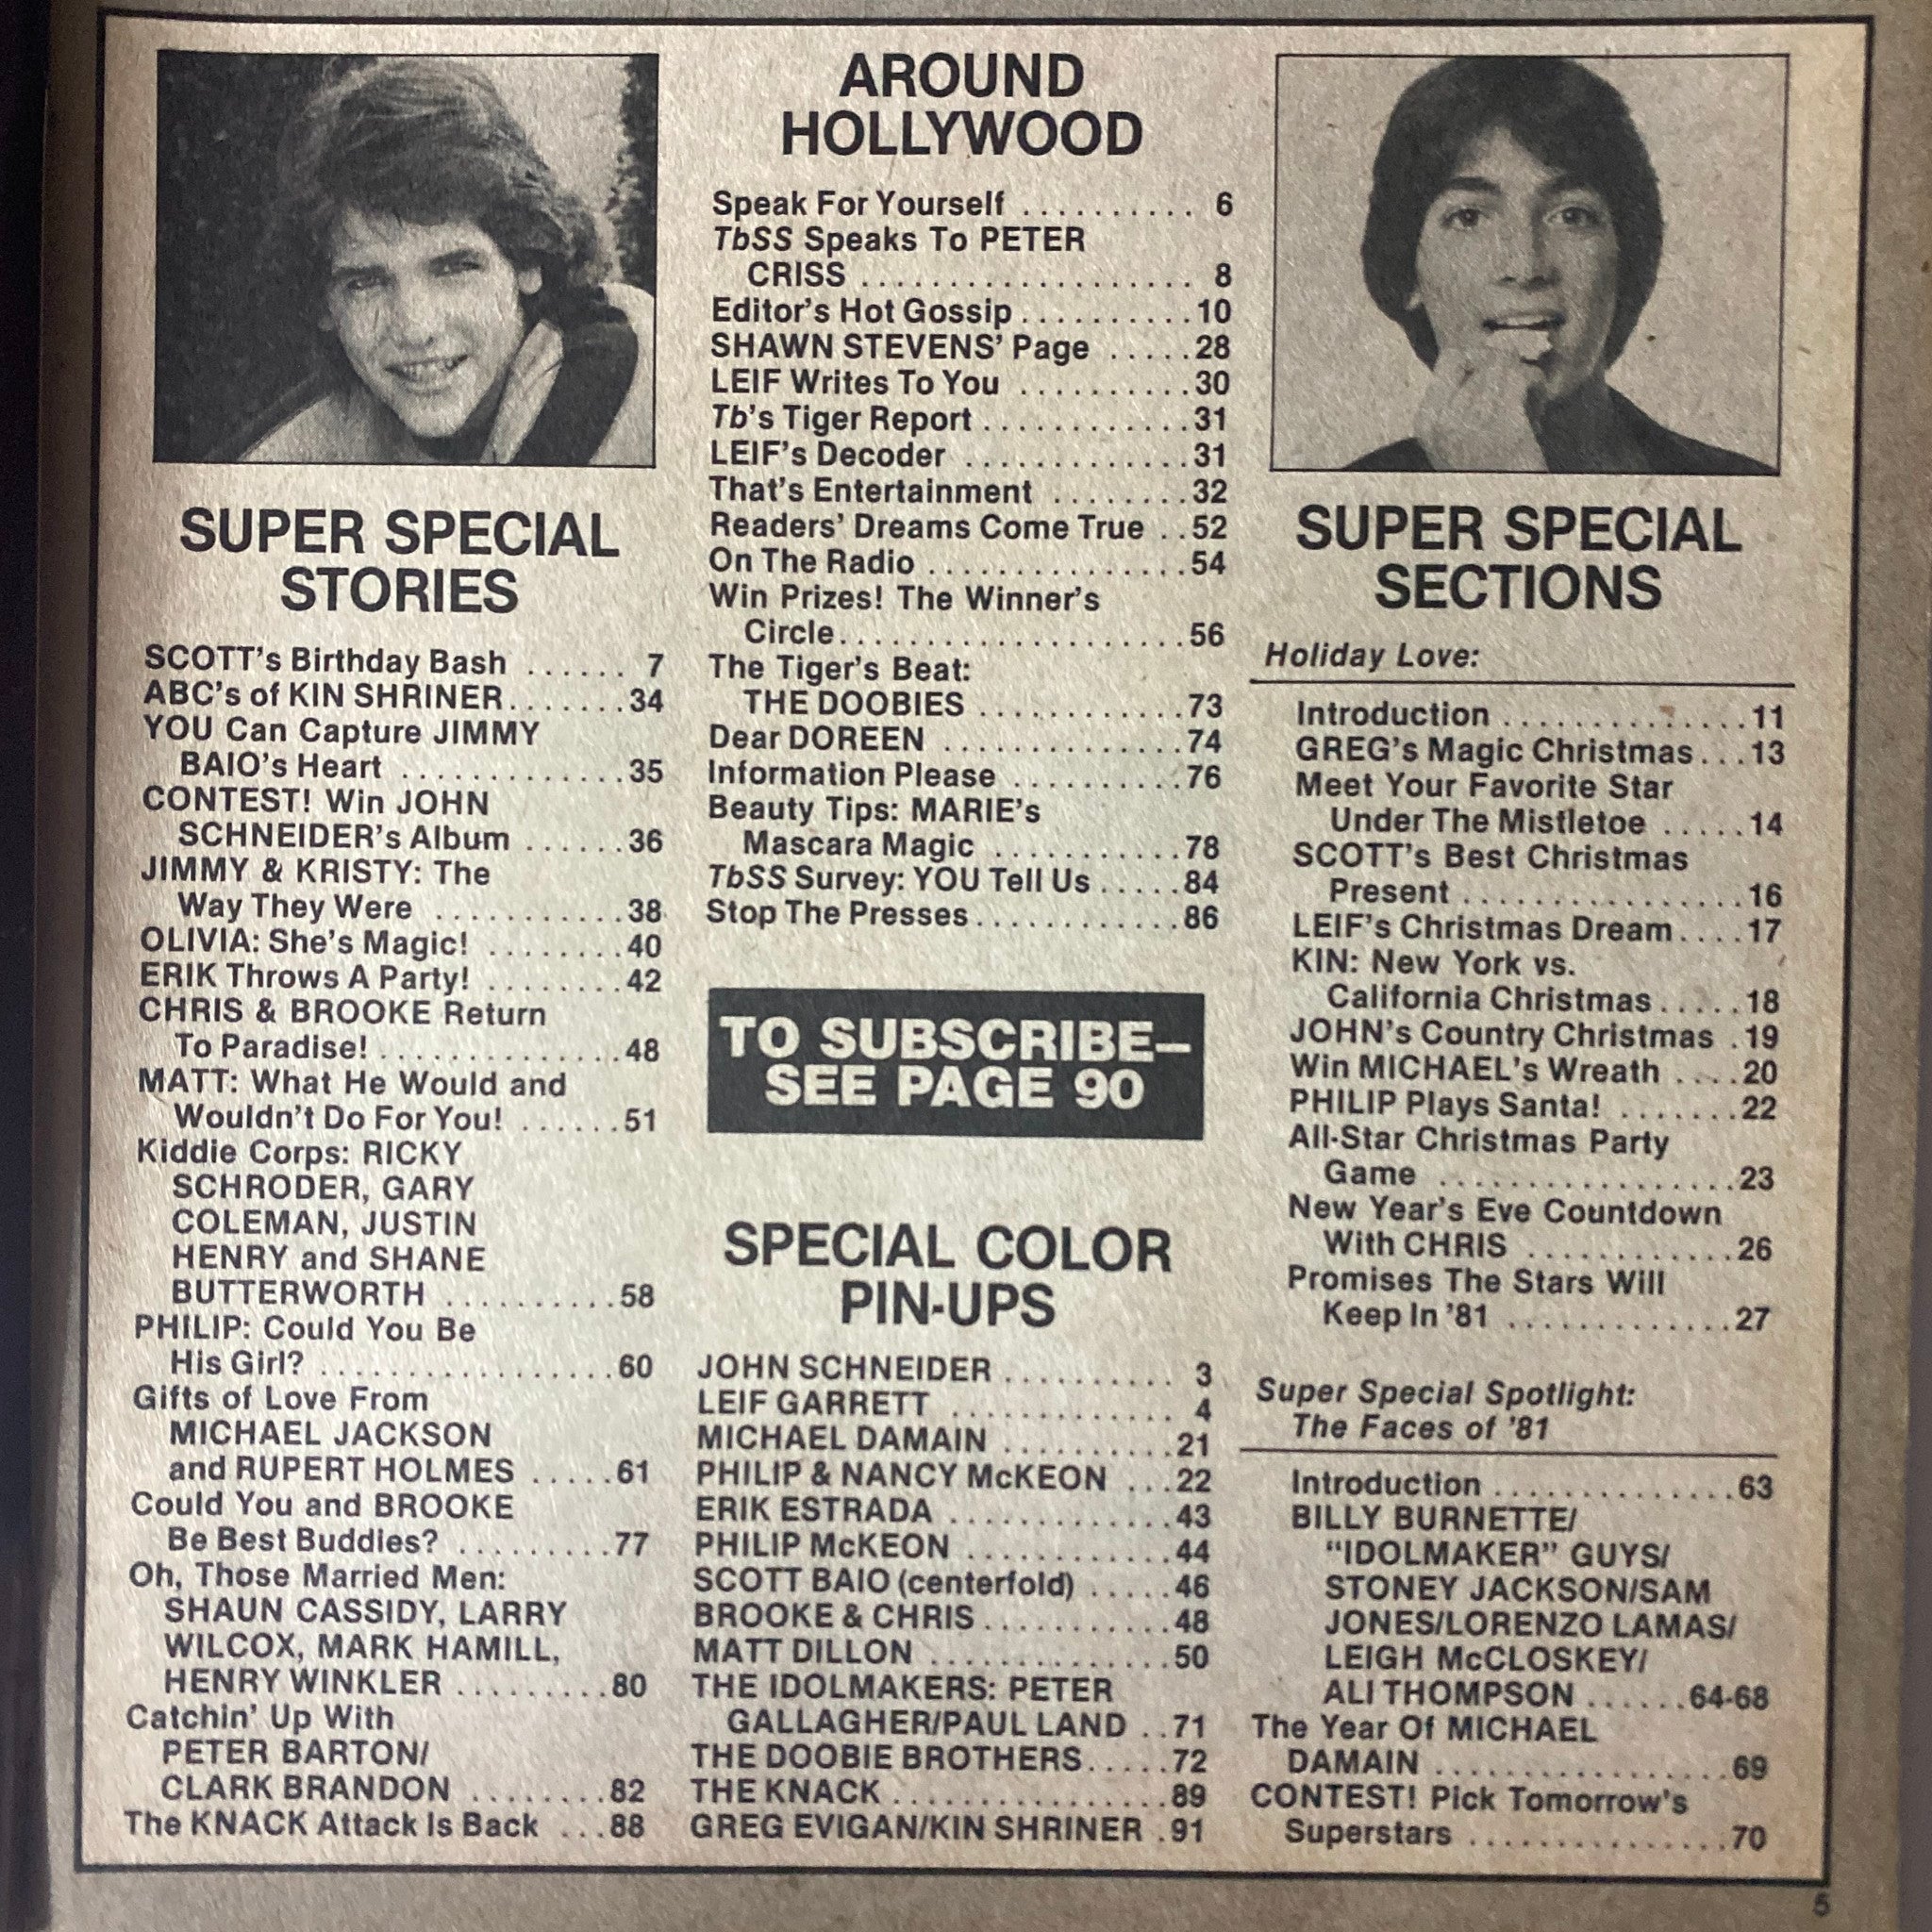 SUPER SPECIAL
STORIES
SCOTT's Birthday Bash ...... 7
ABC's of KIN SHRINER.......34
YOU Can Capture JIMMY
BAIO's Heart .............35
CONTEST! Win JOHN
SCHNEIDER's Album ......36
JIMMY & KRISTY: The
Way They Were ...........38
OLIVIA: She's Magic! ........40
ERIK Throws A Party! ........42
CHRIS & BROOKE Return
To Paradise!..............48
MATT: What He Would and
Wouldn't Do For You! ......51
Kiddie Corps: RICKY
SCHRODER, GARY
COLEMAN, JUSTIN
HENRY and SHANE
BUTTERWORTH ..........58
PHILIP: Could You Be
His Girl?.................60
Gifts of Love From
MICHAEL JACKSON
and RUPERT HOLMES .....61
Could You and BROOKE
Be Best Buddies? .........77
Oh, Those Married Men:
SHAUN CASSIDY, LARRY
WILCOX, MARK HAMILL,
HENRY WINKLER .........80
Catchin' Up With
PETER BARTON/
CLARK BRANDON ........82
The KNACK Attack Is Back ...88
AROUND
HOLLYWOOD
Speak For Yourself .......... 6
TbSS Speaks To PETER
CRISS ................... 8
Editor's Hot Gossip..........10
SHAWN STEVENS' Page .....28
LEIF Writes To You ..........30
Tb's Tiger Report............31
LEIF's Decoder .............31
That's Entertainment ........32
Readers' Dreams Come True ..52
On The Radio ...............54
Win Prizes! The Winner's
Circle....................56
The Tiger's Beat:
THE DOOBIES ............73
Dear DOREEN ..............74
Information Please ..........76
Beauty Tips: MARIE's
Mascara Magic ...........78
TbSS Survey: YOU Tell Us .....84
Stop The Presses............86
TO SUBSCRIBE–
SEE PAGE 90
SPECIAL COLOR
PIN-UPS
JOHN SCHNEIDER .......... 3
LEIF GARRETT ............. 4
MICHAEL DAMAIN ..........21
PHILIP & NANCY McKEON ...22
ERIK ESTRADA .............43
PHILIP McKEON ............44
SCOTT BAIO (centerfold) .....46
BROOKE & CHRIS...........48
MATT DILLON ..............50
THE IDOLMAKERS: PETER
GALLAGHER/PAUL LAND ..71
THE DOOBIE BROTHERS.....72
THE KNACK ................89
GREG EVIGAN/KIN SHRINER .91
SUPER SPECIAL
SECTIONS
Holiday Love:
Introduction ..............11
GREG's Magic Christmas...13
Meet Your Favorite Star
Under The Mistletoe .....14
SCOTT's Best Christmas
Present .................16
LEIF's Christmas Dream....17
KIN: New York vs.
California Christmas.....18
JOHN's Country Christmas .19
Win MICHAEL's Wreath ....20
PHILIP Plays Santa! .......22
All-Star Christmas Party
Game ..................23
New Year's Eve Countdown
With CHRIS ............26
Promises The Stars Will
Keep In '81 .............27
Super Special Spotlight:
The Faces of '81
Introduction ..............63
BILLY BURNETTE/
"IDOLMAKER" GUYS/
STONEY JACKSON/SAM
JONES/LORENZO LAMAS/
LEIGH McCLOSKEY/
ALI THOMPSON ......64-68
The Year Of MICHAEL
DAMAIN .................69
CONTEST! Pick Tomorrow's
Superstars ...............70
5